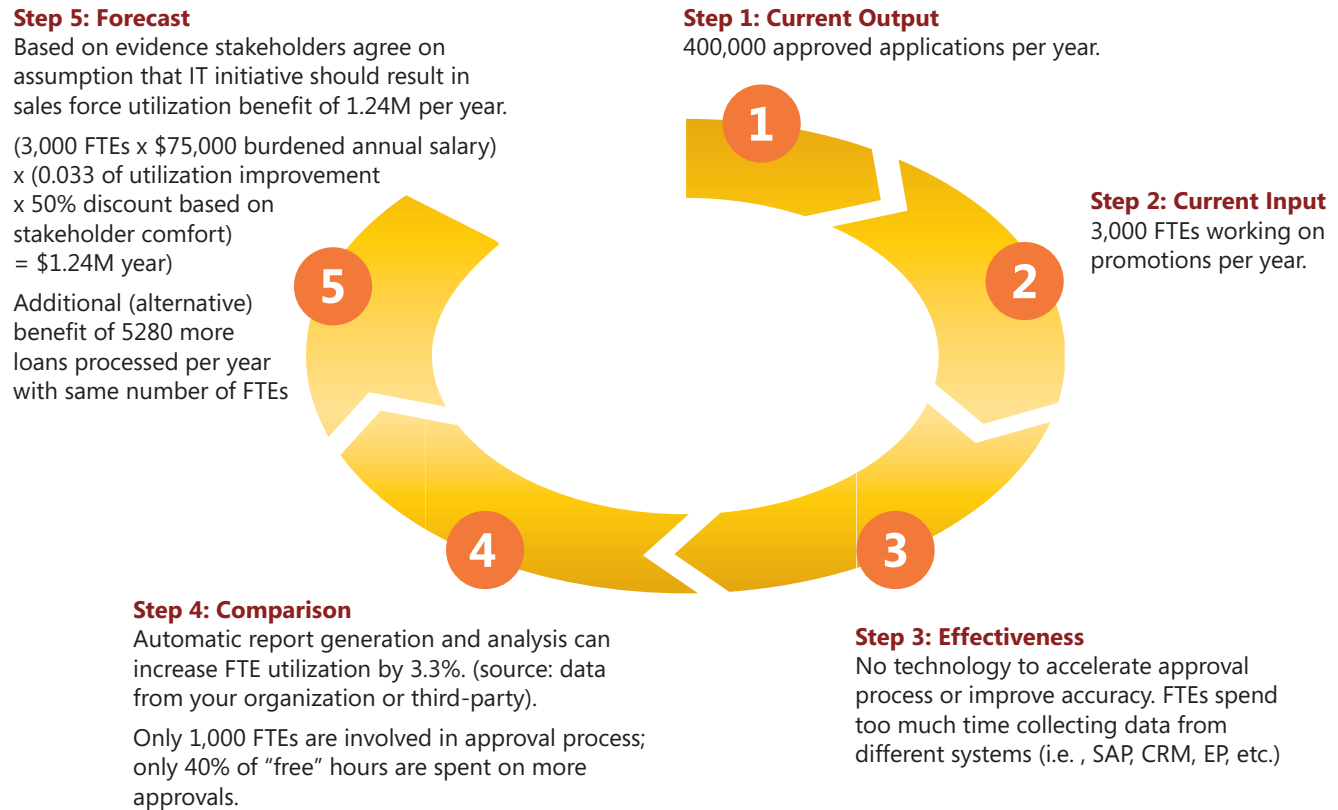 Step 1: Current Output
400,000 approved applications per year.
1
Step 2: Current Input
3,000 FTEs working on
promotions per year.
2
Step 3: Effectiveness
No technology to accelerate approval
process or improve accuracy. FTEs spend
too much time collecting data from
different systems (i.e. , SAP, CRM, EP, etc.)
3
Step 4: Comparison
Automatic report generation and analysis can
increase FTE utilization by 3.3%. (source: data
from your organization or third-party).
Only 1,000 FTEs are involved in approval process;
only 40% of “free” hours are spent on more
approvals.
4
Step 5: Forecast
Based on evidence stakeholders agree on
assumption that IT initiative should result in
sales force utilization benefit of 1.24M per year.
(3,000 FTEs x $75,000 burdened annual salary)
x (0.033 of utilization improvement
x 50% discount based on
stakeholder comfort)
= $1.24M year)
Additional (alternative)
benefit of 5280 more
loans processed per year
with same number of FTEs
5